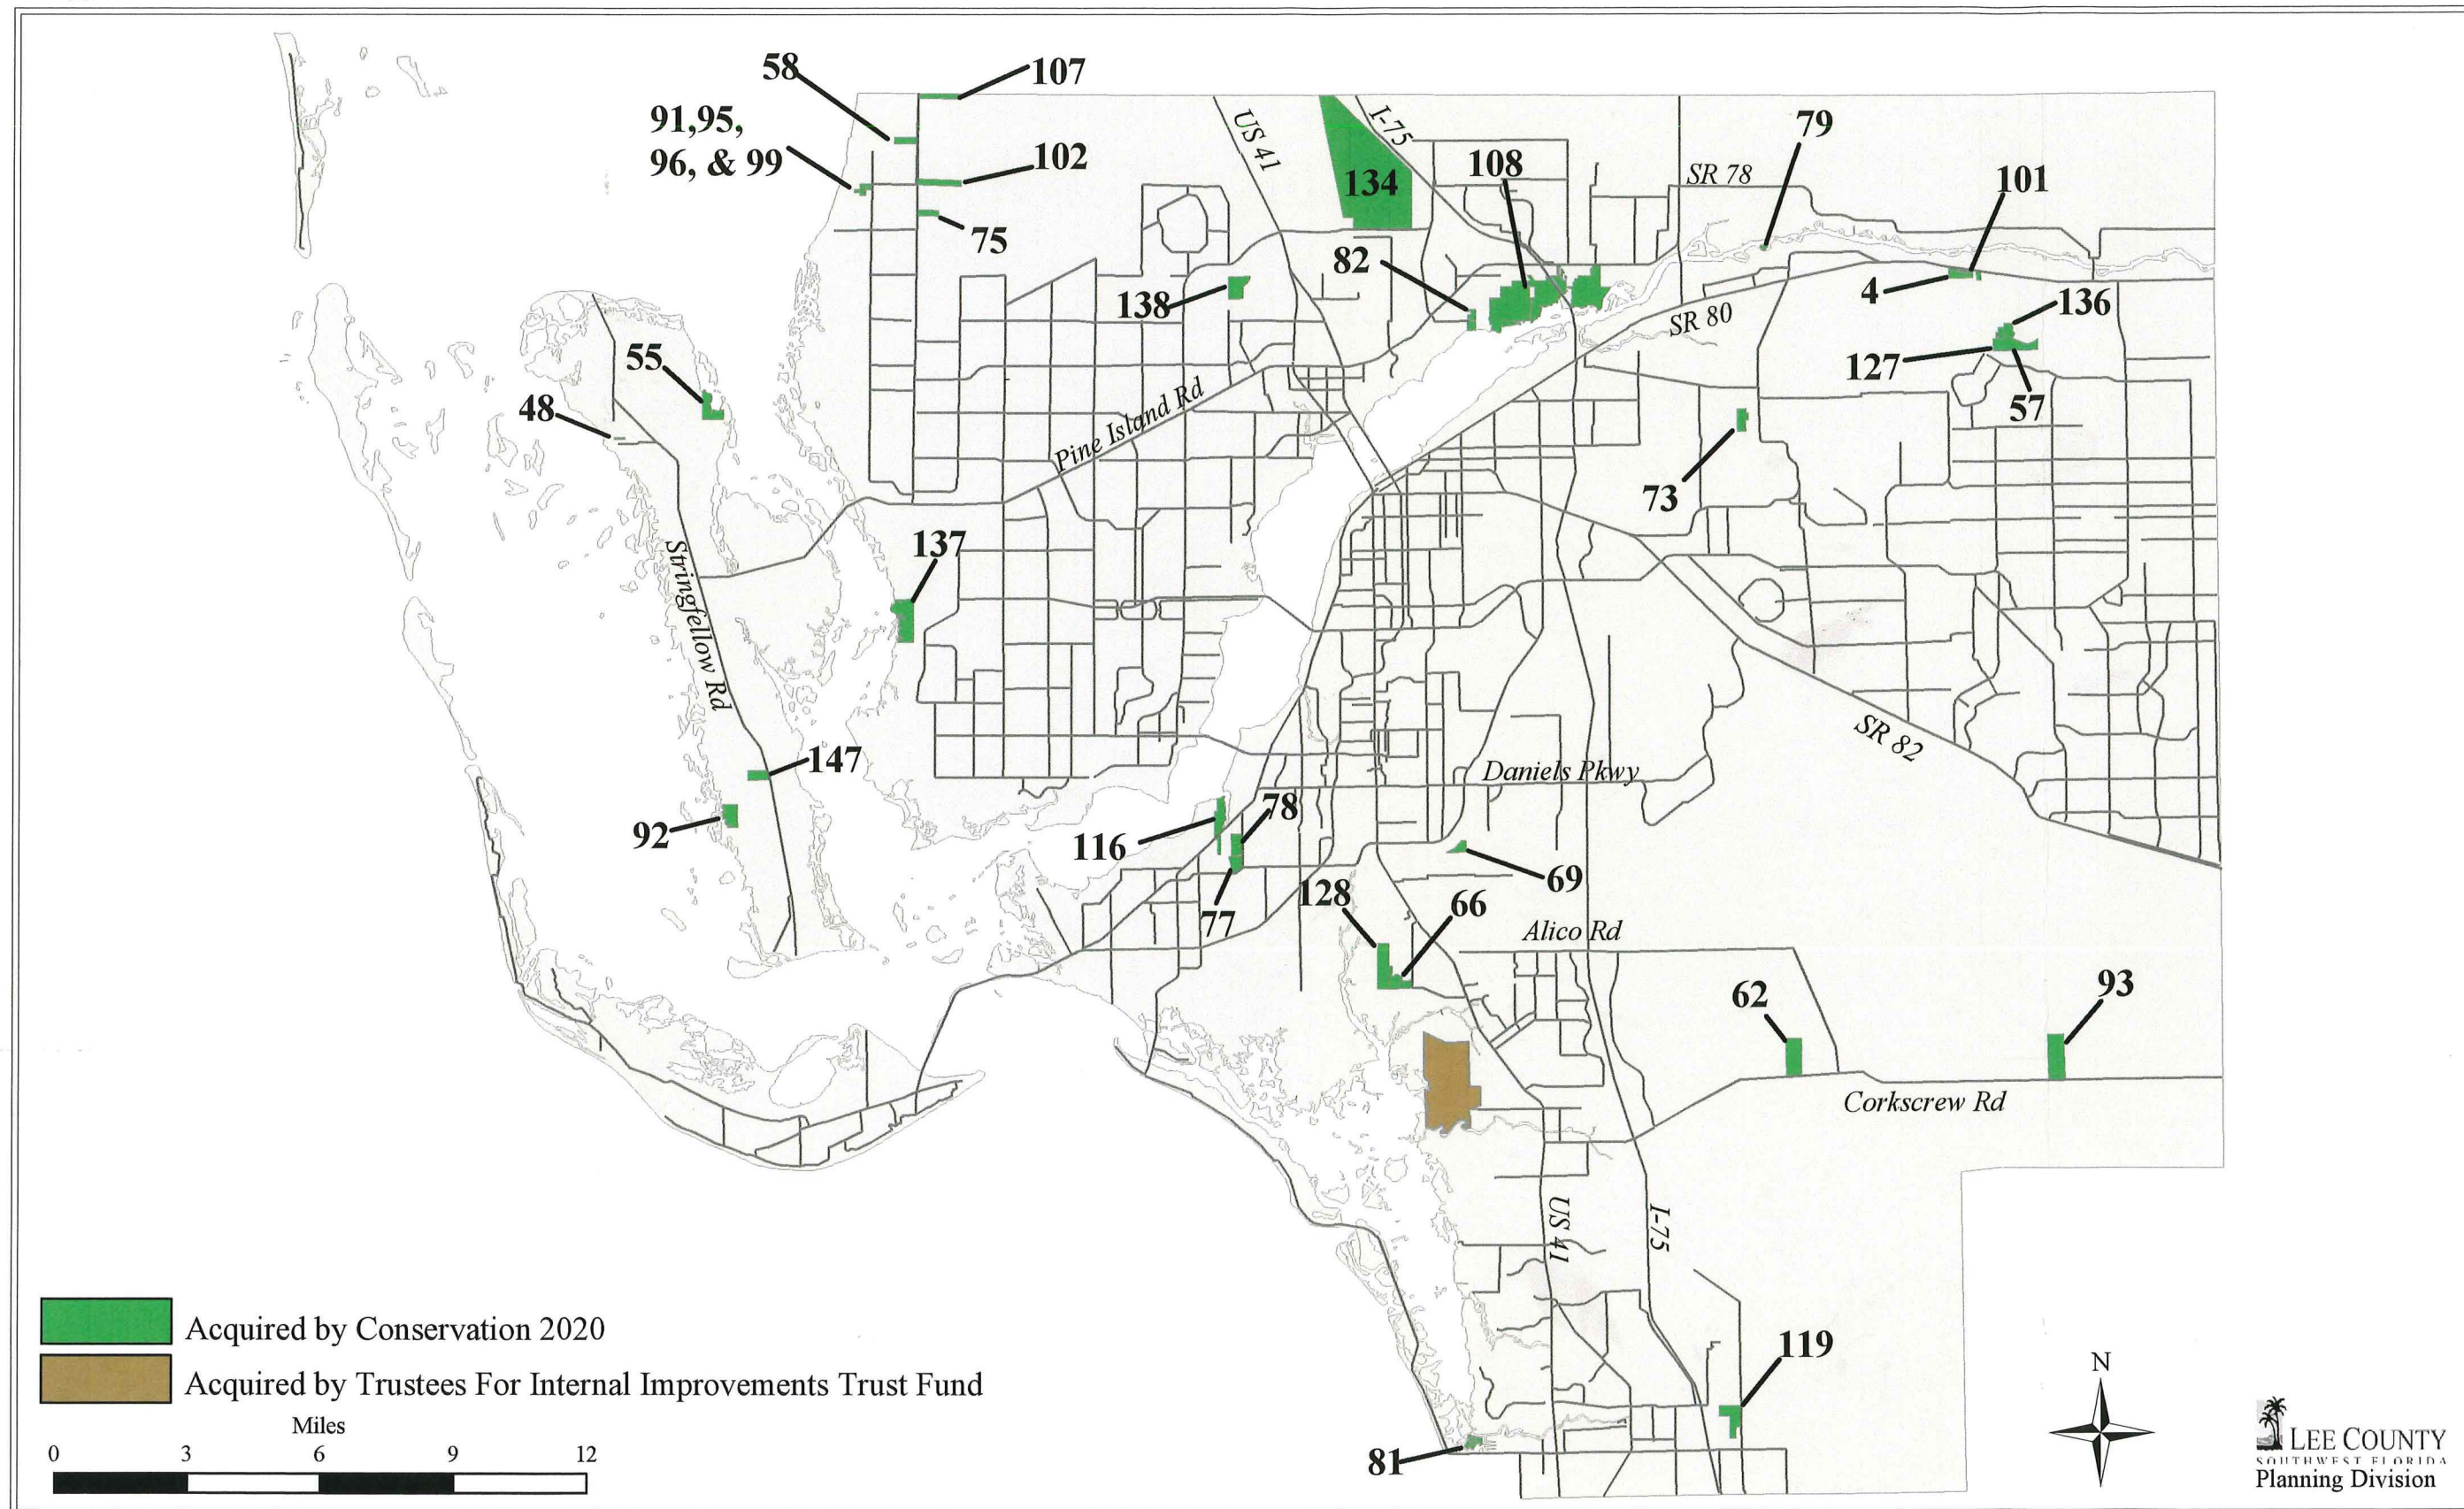 58
107
91,95,
96, & 99
102
75
US 41
I-75
134
108
79
SR 78
101
82
138
4
136
SR 80
127
57
55
48
Pine Island Rd
73
137
Stringfellow Rd
SR 82
147
92
Daniels Pkwy
78
116
77
69
128
66
Alico Rd
62
93
Corkscrew Rd
US 41
I-75
119
81
Acquired by Conservation 2020
Acquired by Trustees For Internal Improvements Trust Fund
Miles
0 3 6 9 12
N
LEE COUNTY
SOUTHWEST FLORIDA
Planning Division